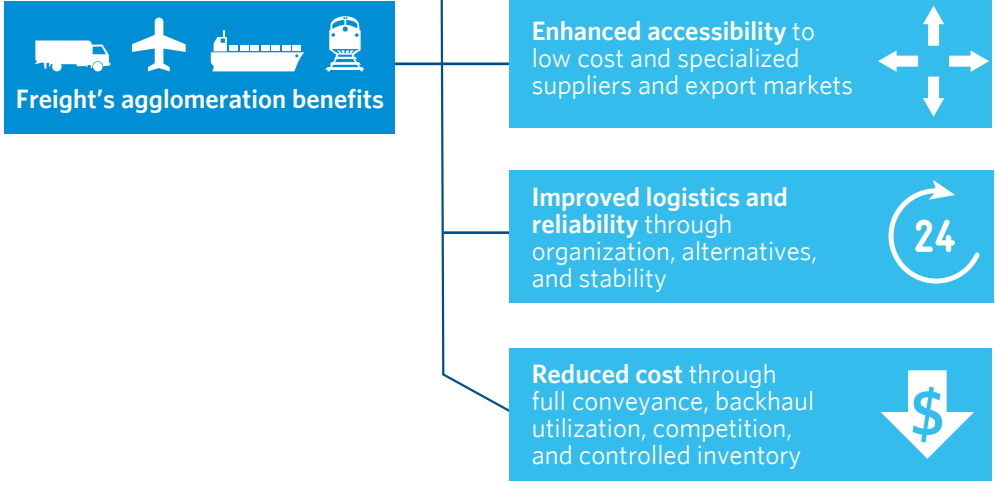 Freight's agglomeration benefits
Enhanced accessibility to
low cost and specialized
suppliers and export markets
Improved logistics and
reliability through
organization, alternatives,
and stability
24
Reduced cost through
full conveyance, backhaul
utilization, competition,
and controlled inventory
$